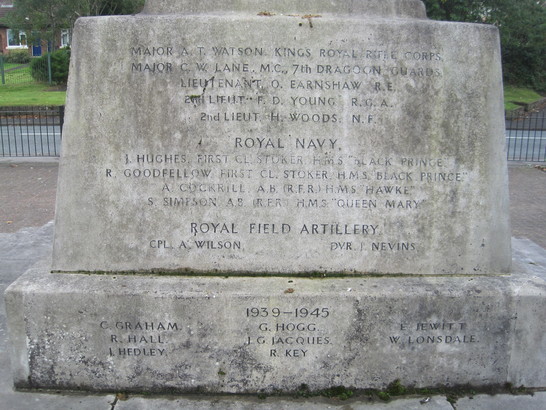 MAJOR A. T. WATSON. KINGS ROYAL RIFLE CORPS.
MAJOR C. W. LANE, M.C., 7th DRAGOON GUARDS.
LIEUTENANT O. EARNSHAW R.E.
2nd LIEUT. F. D. YOUNG R.G.A.
2nd LIEUT. H. WOODS. N.F.
ROYAL NAVY.
J. HUGHES, FIRST CL. STOKER H.M.S. "BLACK PRINCE"
R. GOODFELLOW FIRST CL. STOKER H.M.S. "BLACK PRINCE"
A. COCKRILL A.B. (R.F.R.) H.M.S. "HAWKE"
S. SIMPSON A.B. (R.F.R.) H.M.S. "QUEEN MARY"
ROYAL FIELD ARTILLERY.
CPL. A. WILSON. DVR. J. NEVINS.
1939-1945
C. GRAHAM. G. HOGG. E. JEWITT.
R. HALL. J. G. JACQUES. W. LONSDALE.
J. HEDLEY. R. KEY.